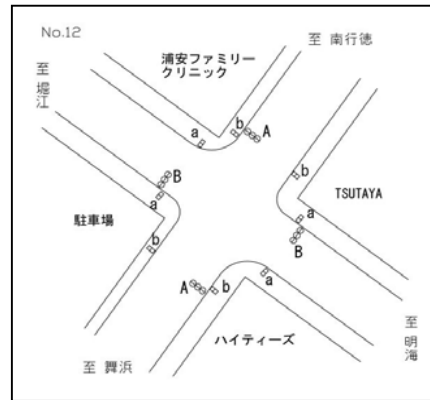 No.12
浦安ファミリー
クリニック
至 南行徳
至 堀江
a
b
A
B
a
b
駐車場
b
TSUTAYA
a
B
A
b
a
ハイティーズ
至 舞浜
至 明海